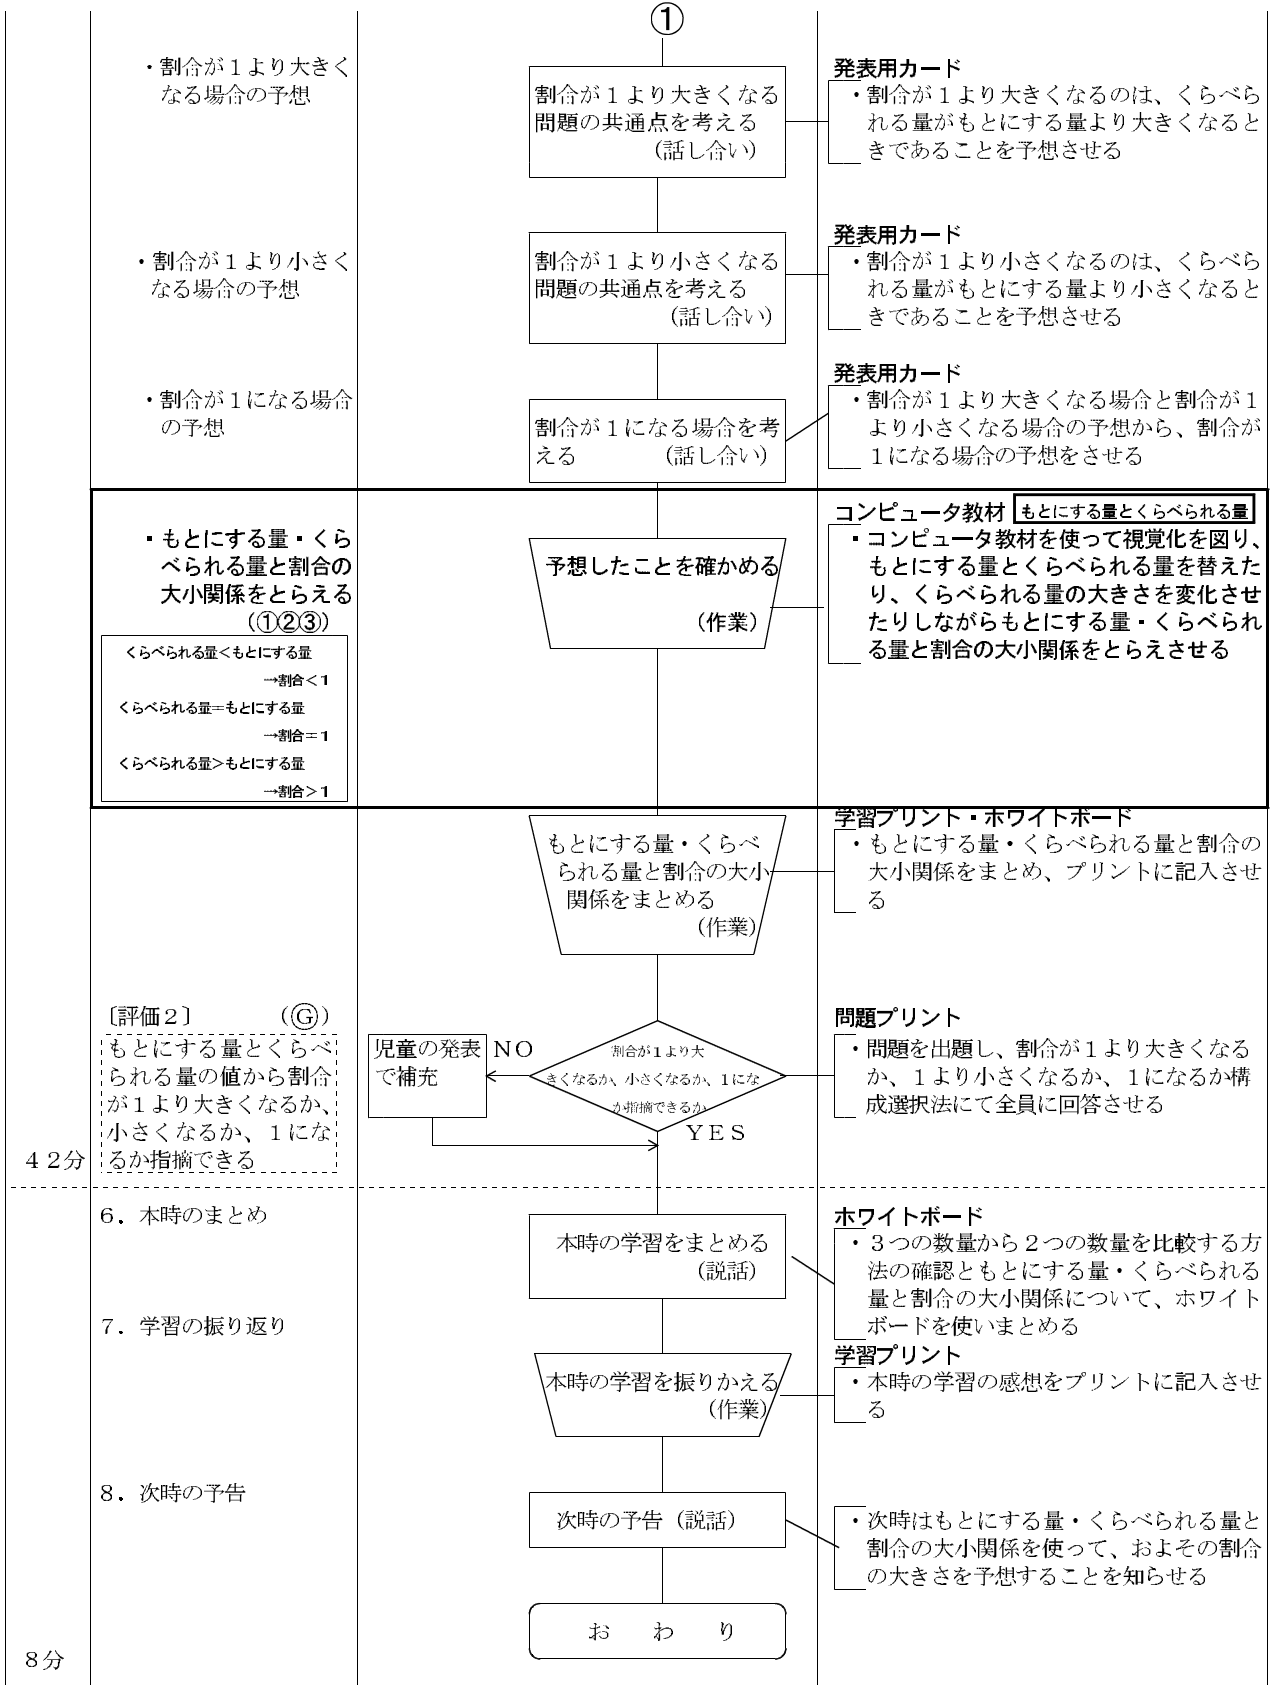 ①
・割合が１より大きく
なる場合の予想
割合が１より大きくなる
問題の共通点を考える
（話し合い）
発表用カード
・割合が１より大きくなるのは、くらべら
れる量がもとにする量より大きくなると
きであることを予想させる
・割合が１より小さく
なる場合の予想
割合が１より小さくなる
問題の共通点を考える
（話し合い）
発表用カード
・割合が１より小さくなるのは、くらべら
れる量がもとにする量より小さくなると
きであることを予想させる
・割合が１になる場合
の予想
割合が１になる場合を考
える　　　（話し合い）
発表用カード
・割合が１より大きくなる場合と割合が１
より小さくなる場合の予想から、割合が
１になる場合の予想をさせる
・もとにする量・くら
べられる量と割合の
大小関係をとらえる
（①②③）
くらべられる量＜もとにする量
→割合＜１
くらべられる量＝もとにする量
→割合＝１
くらべられる量＞もとにする量
→割合＞１
予想したことを確かめる
（作業）
コンピュータ教材 もとにする量とくらべられる量
・コンピュータ教材を使って視覚化を図り、
もとにする量とくらべられる量を替えた
り、くらべられる量の大きさを変化させ
たりしながらもとにする量・くらべられ
る量と割合の大小関係をとらえさせる
もとにする量・くらべ
られる量と割合の大小
関係をまとめる
（作業）
学習プリント・ホワイトボード
・もとにする量・くらべられる量と割合の
大小関係をまとめ、プリントに記入させ
る
〔評価２〕　　　（Ⓖ）
もとにする量とくらべ
られる量の値から割合
が１より大きくなるか、
小さくなるか、１にな
るか指摘できる
４２分
児童の発表
で補充
ＮＯ
割合が１より大
きくなるか、小さくなるか、１にな
るか指摘できるか
ＹＥＳ
問題プリント
・問題を出題し、割合が１より大きくなる
か、１より小さくなるか、１になるか構
成選択法にて全員に回答させる
６．本時のまとめ
本時の学習をまとめる
（説話）
ホワイトボード
・３つの数量から２つの数量を比較する方
法の確認ともとにする量・くらべられる
量と割合の大小関係について、ホワイト
ボードを使いまとめる
７．学習の振り返り
本時の学習を振りかえる
（作業）
学習プリント
・本時の学習の感想をプリントに記入させ
る
８．次時の予告
次時の予告（説話）
・次時はもとにする量・くらべられる量と
割合の大小関係を使って、およその割合
の大きさを予想することを知らせる
お　わ　り
８分